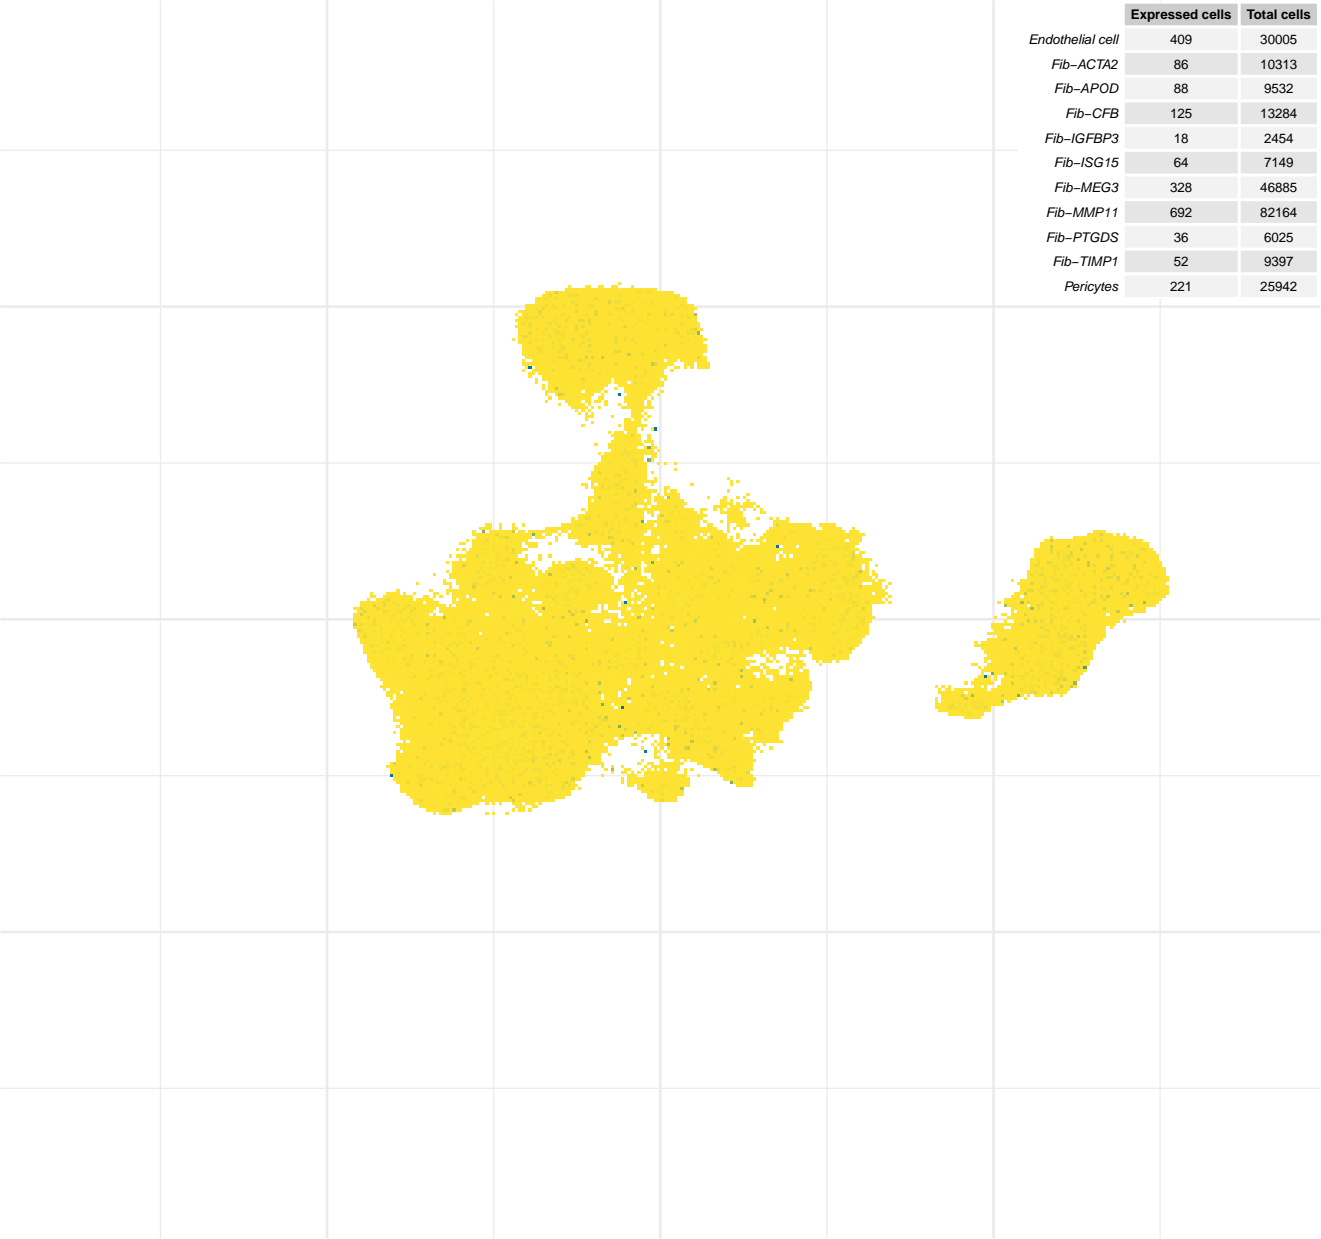 Expressed cells Total cells
Endothelial cell 409 30005
Fib−ACTA2 86 10313
Fib−APOD 88 9532
Fib−CFB 125 13284
Fib−IGFBP3 18 2454
Fib−ISG15 64 7149
Fib−MEG3 328 46885
Fib−MMP11 692 82164
Fib−PTGDS 36 6025
Fib−TIMP1 52 9397
Pericytes 221 25942